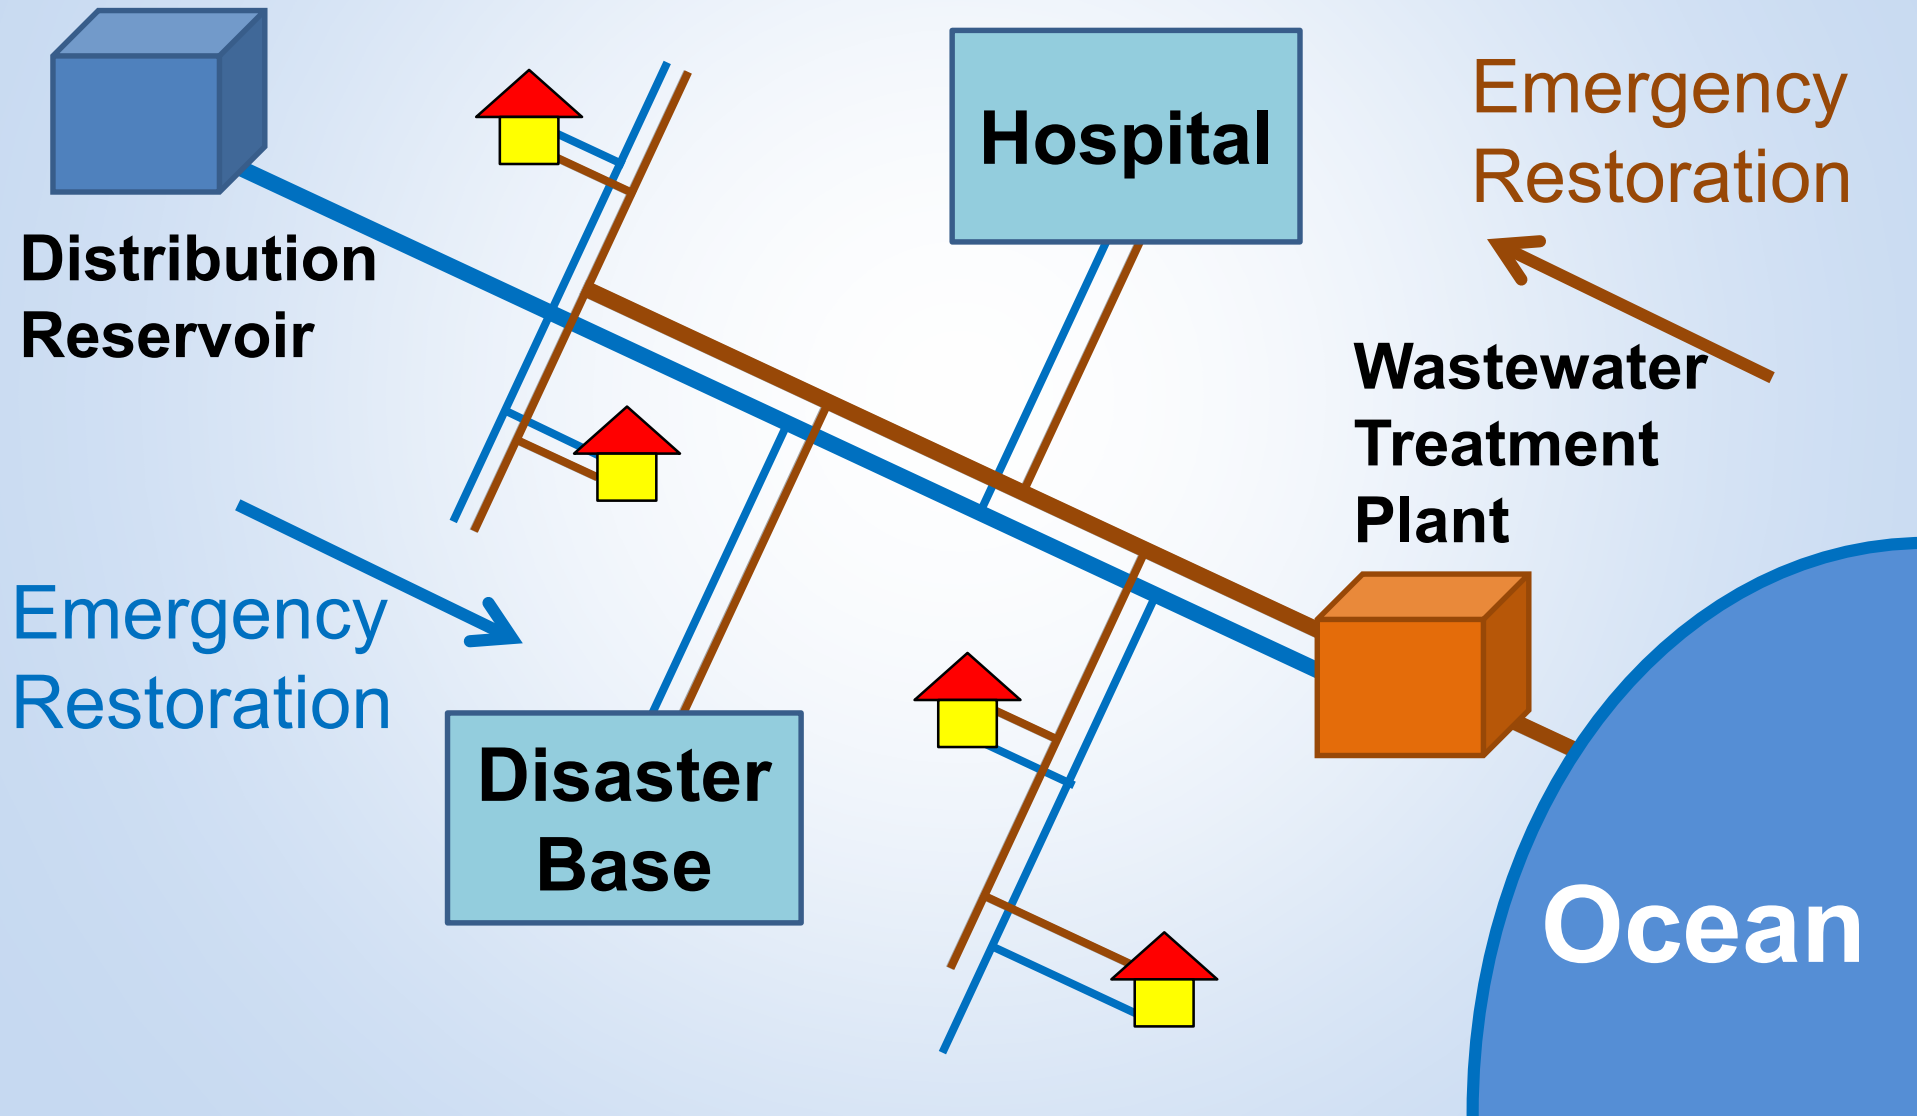 Hospital
Emergency
Restoration
Distribution
Reservoir
Wastewater
Treatment
Plant
Emergency
Restoration
Disaster
Base
Ocean